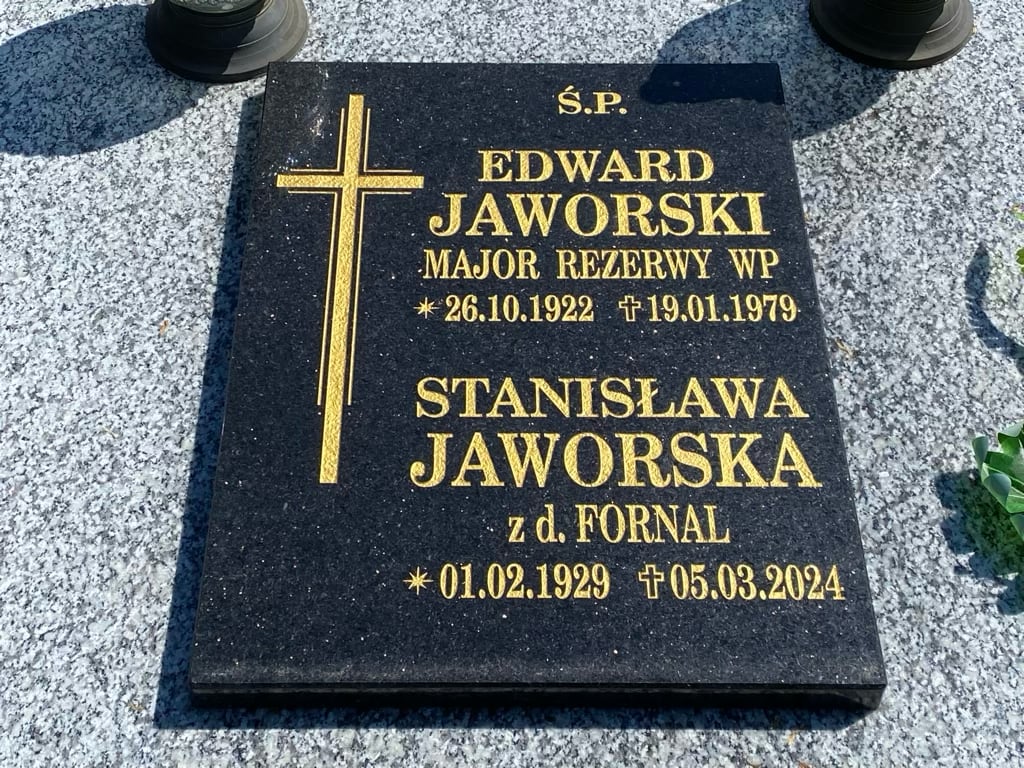 Ś.P.
EDWARD
JAWORSKI
MAJOR REZERWY WP
* 26.10.1922 ✝ 19.01.1979
STANISŁAWA
JAWORSKA
z d. FORNAL
* 01.02.1929 ✝ 05.03.2024